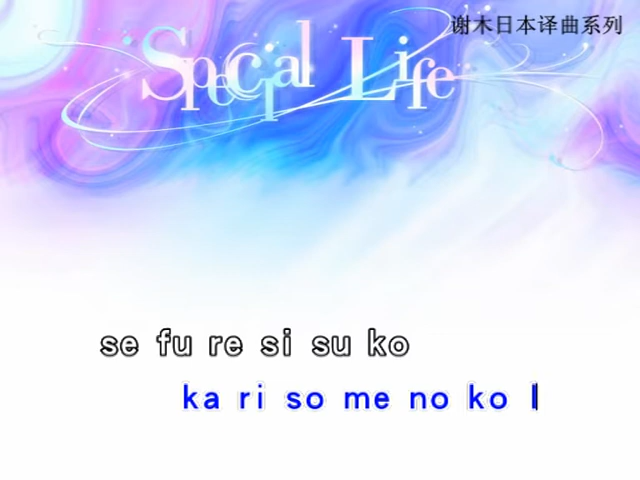 谢木日本译曲系列
Special Life
se fu re si su ko
ka ri so me no ko I